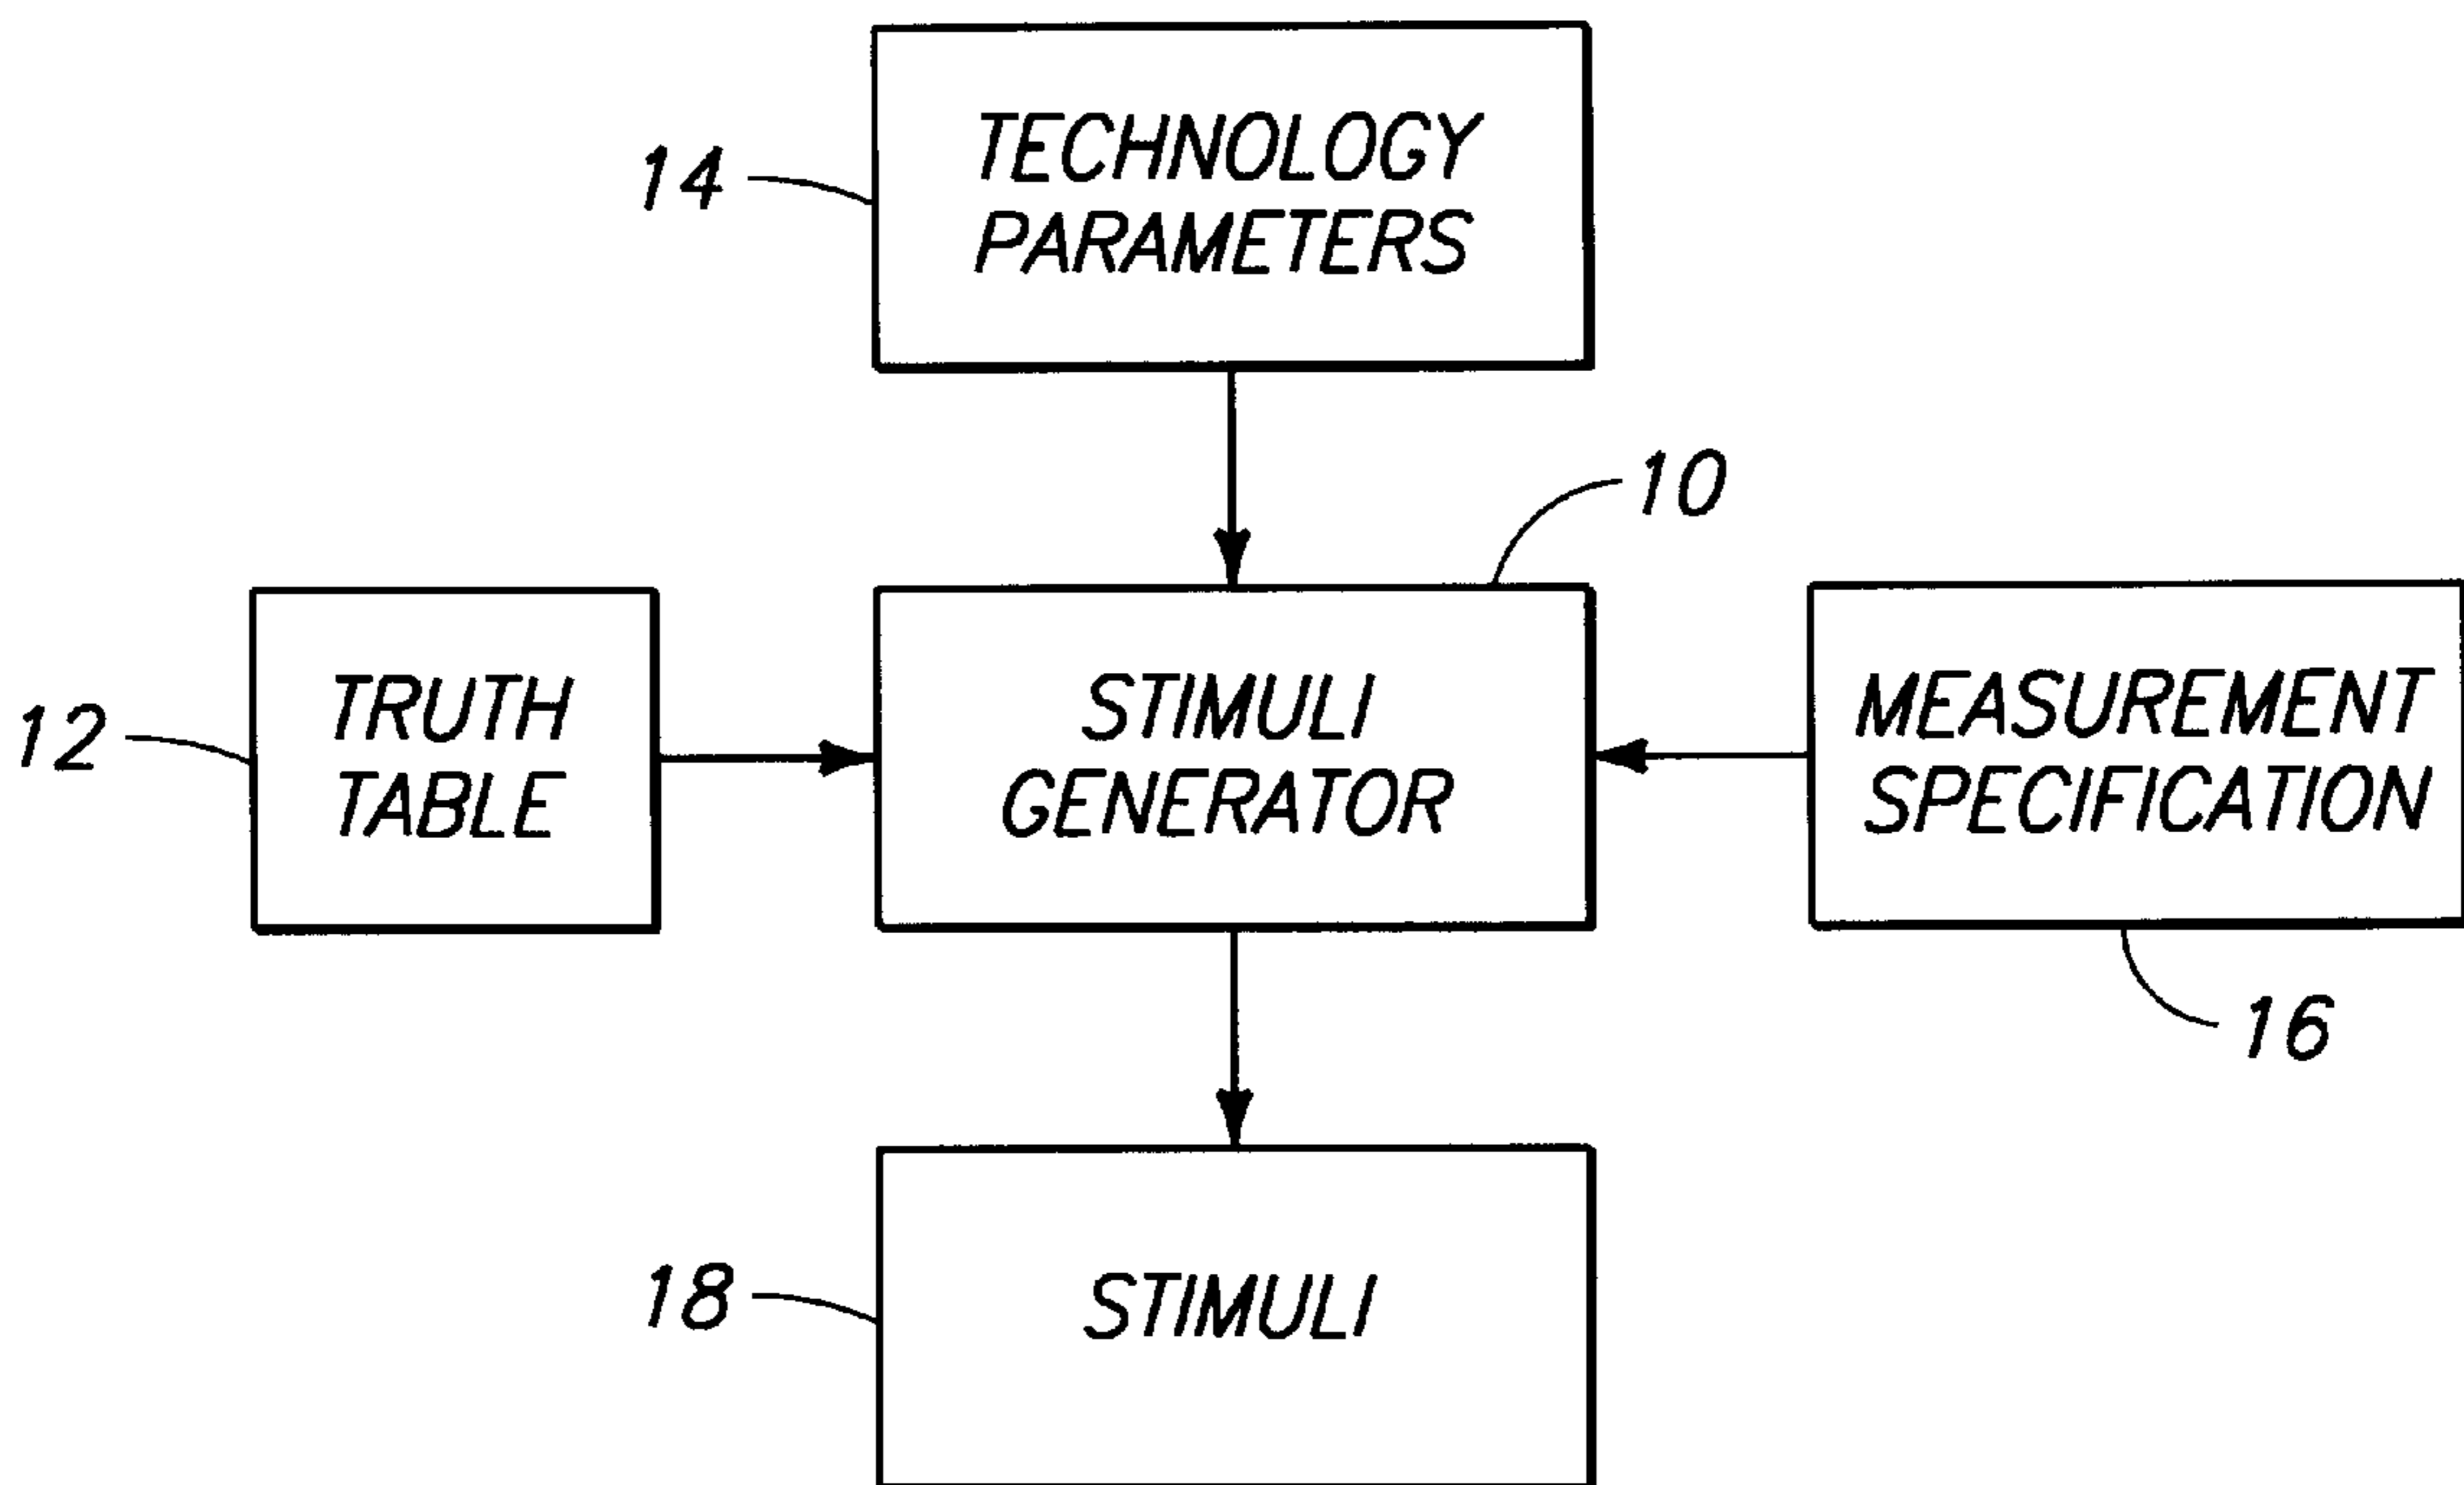 TECHNOLOGY
PARAMETERS
14
10
TRUTH
TABLE
12
STIMULI
GENERATOR
MEASUREMENT
SPECIFICATION
16
STIMULI
18